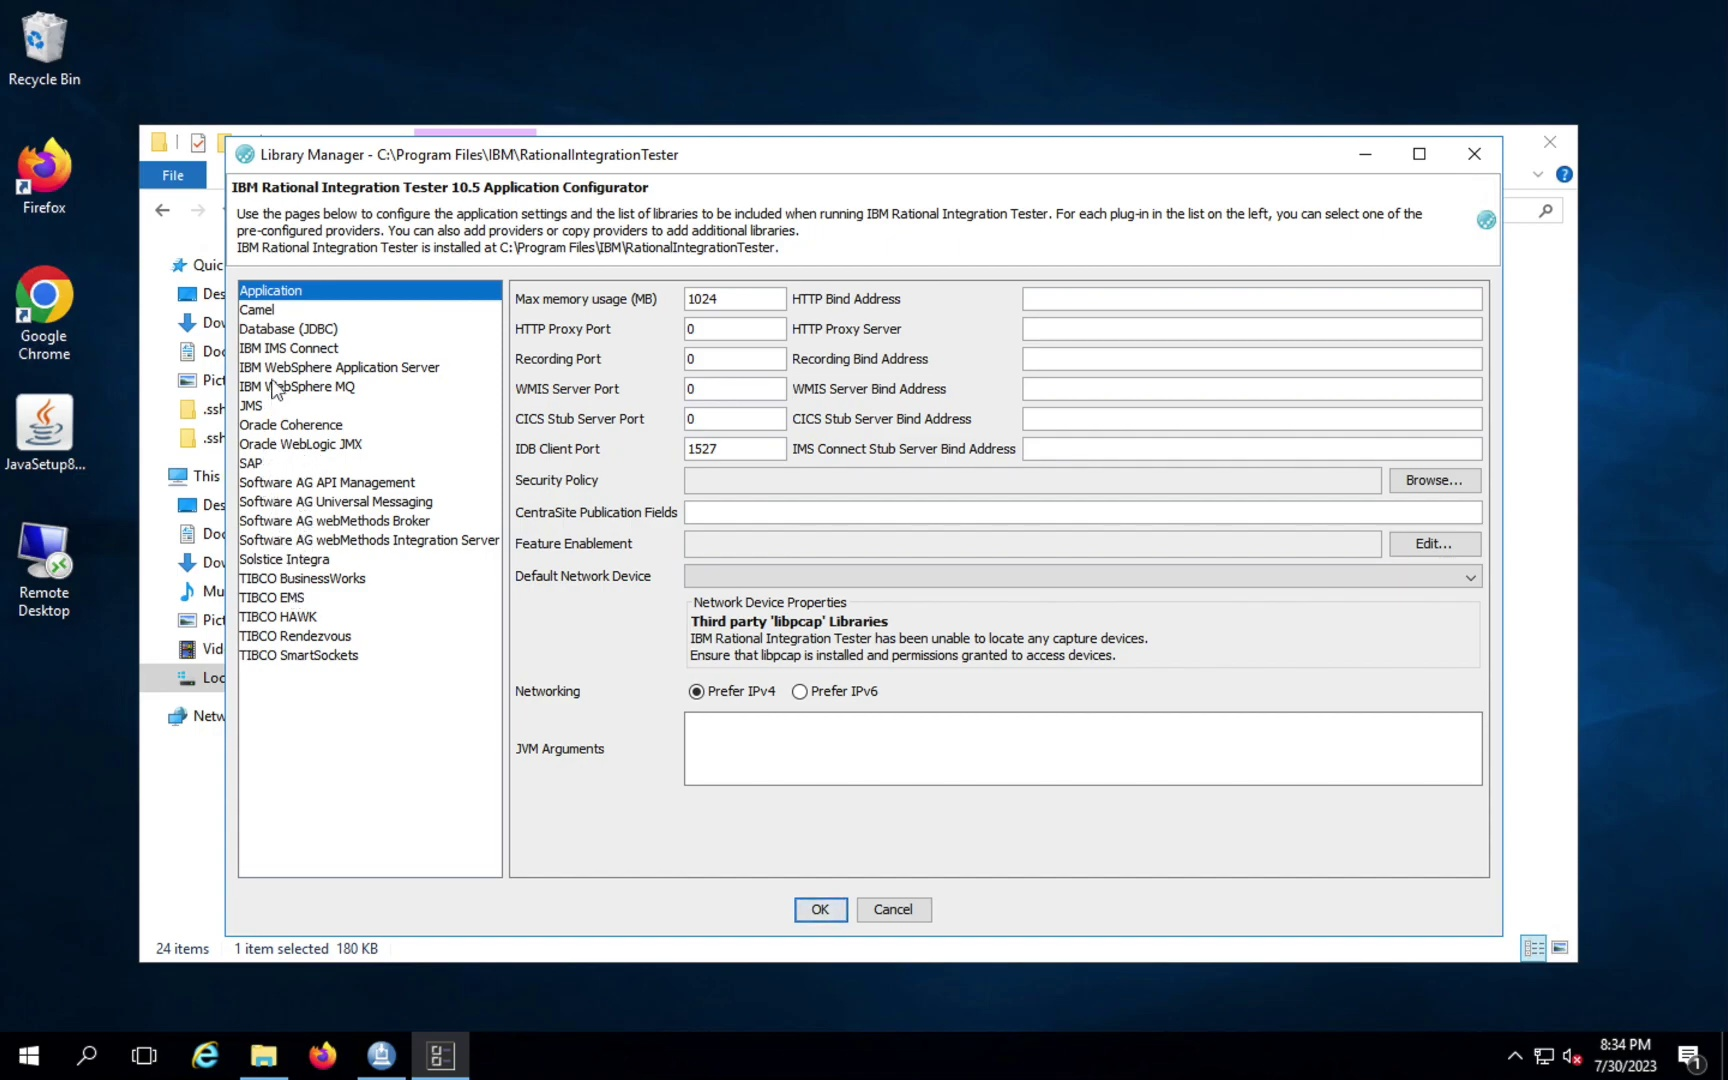 Recycle Bin
Firefox
Google
Chrome
JavaSetup8...
Remote
Desktop
File
Quic
Des
Dov
Doc
Pict
.ssh
.ssh
This
Des
Doc
Dov
Mu
Pict
Vid
Loc
Netw
24 items
1 item selected 180 KB
Library Manager - C:\Program Files\IBM\RationalIntegrationTester
IBM Rational Integration Tester 10.5 Application Configurator
Use the pages below to configure the application settings and the list of libraries to be included when running IBM Rational Integration Tester. For each plug-in in the list on the left, you can select one of the
pre-configured providers. You can also add providers or copy providers to add additional libraries.
IBM Rational Integration Tester is installed at C:\Program Files\IBM\RationalIntegrationTester.
Application
Camel
Database (JDBC)
IBM IMS Connect
IBM WebSphere Application Server
IBM WebSphere MQ
JMS
Oracle Coherence
Oracle WebLogic JMX
SAP
Software AG API Management
Software AG Universal Messaging
Software AG webMethods Broker
Software AG webMethods Integration Server
Solstice Integra
TIBCO BusinessWorks
TIBCO EMS
TIBCO HAWK
TIBCO Rendezvous
TIBCO SmartSockets
Max memory usage (MB) 1024 HTTP Bind Address
HTTP Proxy Port 0 HTTP Proxy Server
Recording Port 0 Recording Bind Address
WMIS Server Port 0 WMIS Server Bind Address
CICS Stub Server Port 0 CICS Stub Server Bind Address
IDB Client Port 1527 IMS Connect Stub Server Bind Address
Security Policy Browse...
CentraSite Publication Fields
Feature Enablement Edit...
Default Network Device
Network Device Properties
Third party 'libpcap' Libraries
IBM Rational Integration Tester has been unable to locate any capture devices.
Ensure that libpcap is installed and permissions granted to access devices.
Networking Prefer IPv4 Prefer IPv6
JVM Arguments
OK Cancel
8:34 PM
7/30/2023
1